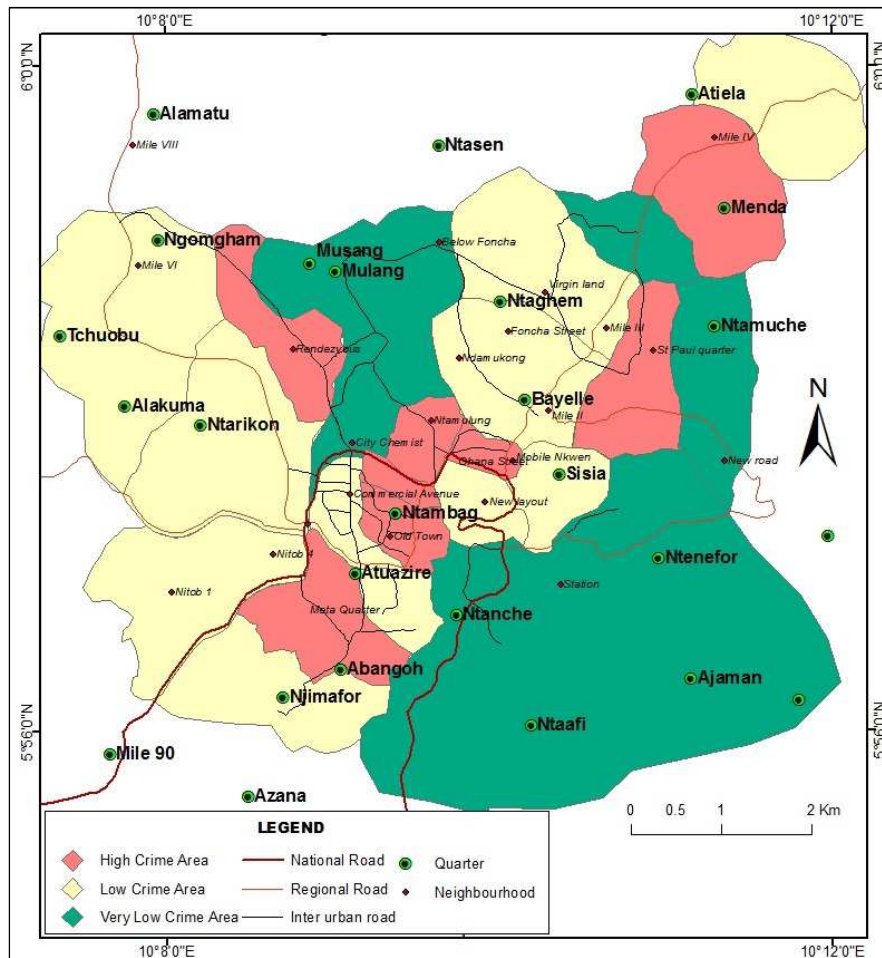 10°8'0"E
10°12'0"E
6°0'0"N
6°0'0"N
Alamatu
Atiela
Mile VIII
Mile IV
Ntasen
Menda
Ngomgham
Musang
Below Foncha
Mile VI
Mulang
Virgin land
Ntaghem
Tchuobu
Foncha Street
Mile III
Ntamuche
Rendezvous
Ndamukong
St Paul quarter
N
Alakuma
Bayelle
Mile II
Ntarikon
Ntamulung
City Chemist
Ghana Street
Mobile Nkwen
New road
Sisia
Commercial Avenue
New layout
Ntambag
Old Town
Nitob 4
Ntenefor
Atuazire
Station
Nitob 1
Meta Quarter
Ntanche
Abangoh
Ajaman
Njimafor
Ntaafi
5°56'0"N
5°56'0"N
Mile 90
Azana
0 0.5 1 2 Km
LEGEND
High Crime Area
National Road
Quarter
Low Crime Area
Regional Road
Neighbourhood
Very Low Crime Area
Inter urban road
10°8'0"E
10°12'0"E